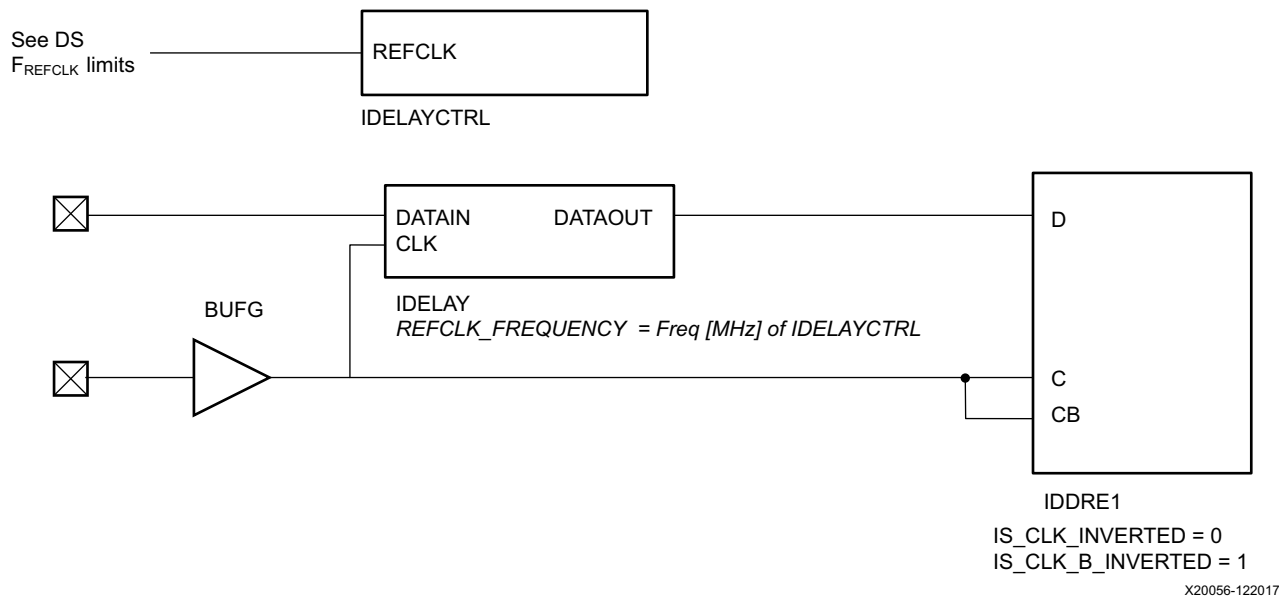 See DS
FREFCLK limits
REFCLK
IDELAYCTRL
DATAIN DATAOUT
CLK
D
BUFG
IDELAY
REFCLK_FREQUENCY = Freq [MHz] of IDELAYCTRL
C
CB
IDDRE1
IS_CLK_INVERTED = 0
IS_CLK_B_INVERTED = 1
X20056-122017